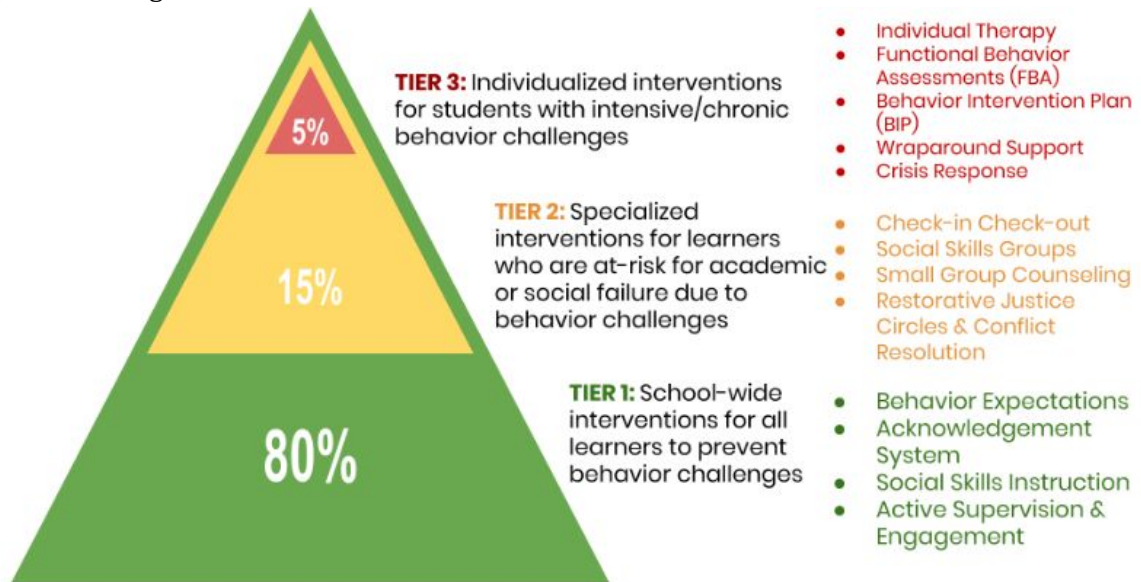 5%
TIER 3: Individualized interventions
for students with intensive/chronic
behavior challenges
● Individual Therapy
● Functional Behavior
Assessments (FBA)
● Behavior Intervention Plan
(BIP)
● Wraparound Support
● Crisis Response
15%
TIER 2: Specialized
interventions for learners
who are at-risk for academic
or social failure due to
behavior challenges
● Check-in Check-out
● Social Skills Groups
● Small Group Counseling
● Restorative Justice
Circles & Conflict
Resolution
80%
TIER 1: School-wide
interventions for all
learners to prevent
behavior challenges
● Behavior Expectations
● Acknowledgement
System
● Social Skills Instruction
● Active Supervision &
Engagement